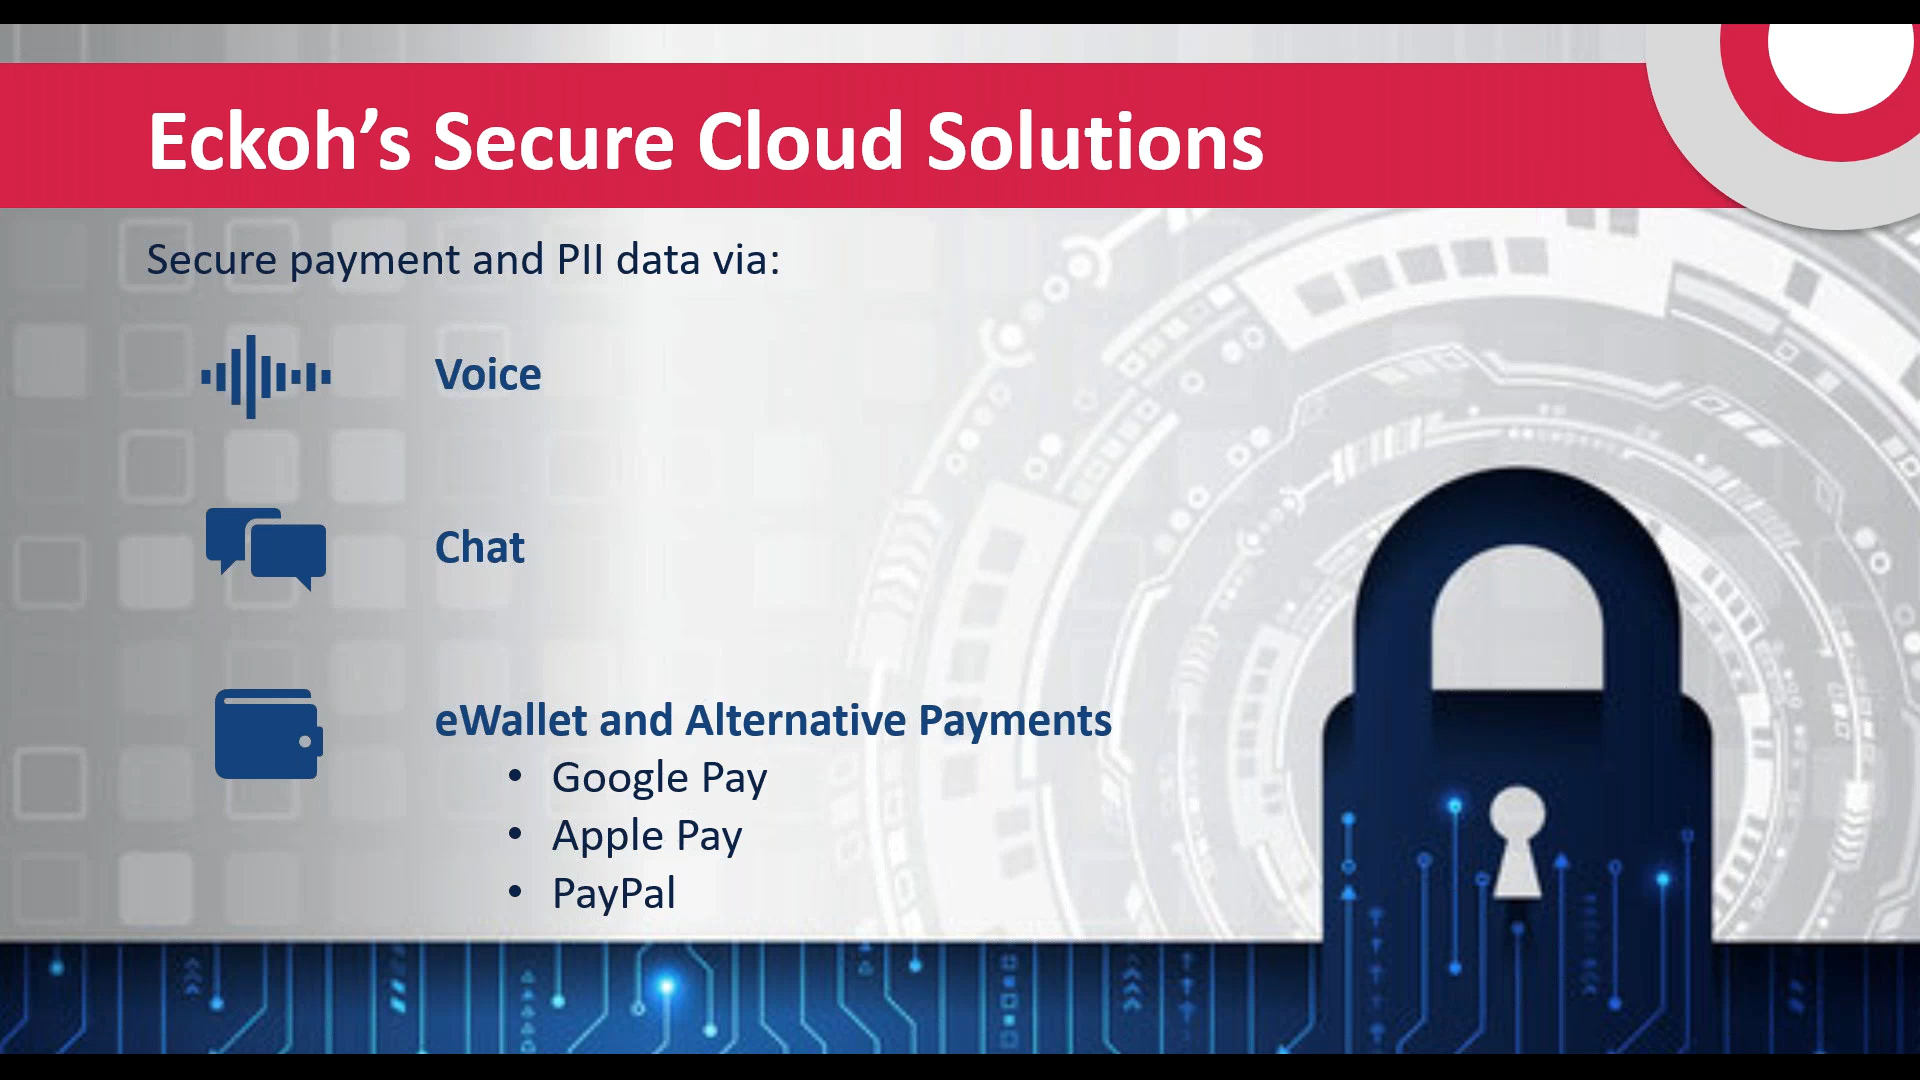 Eckoh’s Secure Cloud Solutions
Secure payment and PII data via:
Voice
Chat
eWallet and Alternative Payments
• Google Pay
• Apple Pay
• PayPal